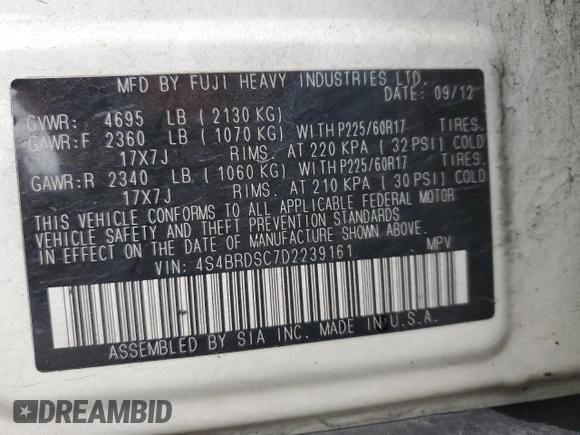 MFD BY FUJI HEAVY INDUSTRIES LTD.
DATE: 09/12
GVWR: 4695 LB ( 2130 KG)
GAWR:F 2360 LB ( 1070 KG) WITH P225/60R17 TIRES.
17X7J RIMS. AT 220 KPA ( 32 PSI) COLD
GAWR:R 2340 LB ( 1060 KG) WITH P225/60R17 TIRES.
17X7J RIMS. AT 210 KPA ( 30 PSI) COLD
THIS VEHICLE CONFORMS TO ALL APPLICABLE FEDERAL MOTOR
VEHICLE SAFETY AND THEFT PREVENTION STANDARDS
IN EFFECT ON THE DATE OF MANUFACTURE SHOWN ABOVE.
VIN: 4S4BRDSC7D2239161 MPV
ASSEMBLED BY SIA INC. MADE IN U.S.A.
DREAMBID